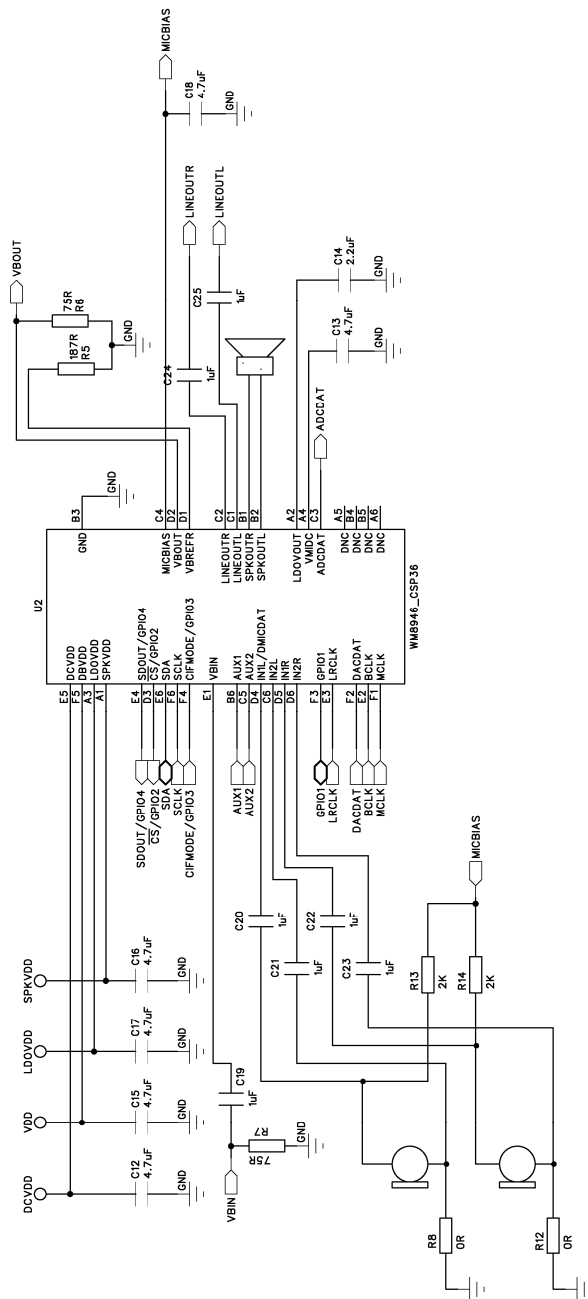 MICBIAS
C18
4.7uF
GND
LINEOUTR
LINEOUTL
VBOUT
75R
R6
187R
R5
GND
C25
1uF
C24
1uF
C14
2.2uF
GND
C13
4.7uF
GND
ADCDAT
GND
B3
C4
D2
D1
C2
C1
B1
B2
A2
A4
C3
A5
B4
B5
A6
GND
MICBIAS
VBOUT
VBREFR
LINEOUTR
LINEOUTL
SPKOUTR
SPKOUTL
LDOVOUT
VMIDC
ADCDAT
DNC
DNC
DNC
DNC
U2
WM8946_CSP36
DCVDD
DBVDD
LDOVDD
SPKVDD
SDOUT/GPIO4
CS/GPIO2
SDA
SCLK
CIFMODE/GPIO3
VBIN
AUX1
AUX2
IN1L/DMICDAT
IN2L
IN1R
IN2R
GPIO1
LRCLK
DACDAT
BCLK
MCLK
E5
F5
A3
A1
E4
D3
E6
F6
F4
E1
B6
C5
D4
C6
D5
D6
F3
E3
F2
E2
F1
SDOUT/GPIO4
CS/GPIO2
SDA
SCLK
CIFMODE/GPIO3
AUX1
AUX2
GPIO1
LRCLK
DACDAT
BCLK
MCLK
C20
1uF
C21
1uF
C22
1uF
C23
1uF
MICBIAS
R13
2K
R14
2K
SPKVDD
C16
4.7uF
GND
LDOVDD
C17
4.7uF
GND
VDD
C15
4.7uF
GND
DCVDD
C12
4.7uF
GND
C19
1uF
R7
75R
GND
VBIN
R8
0R
R12
0R